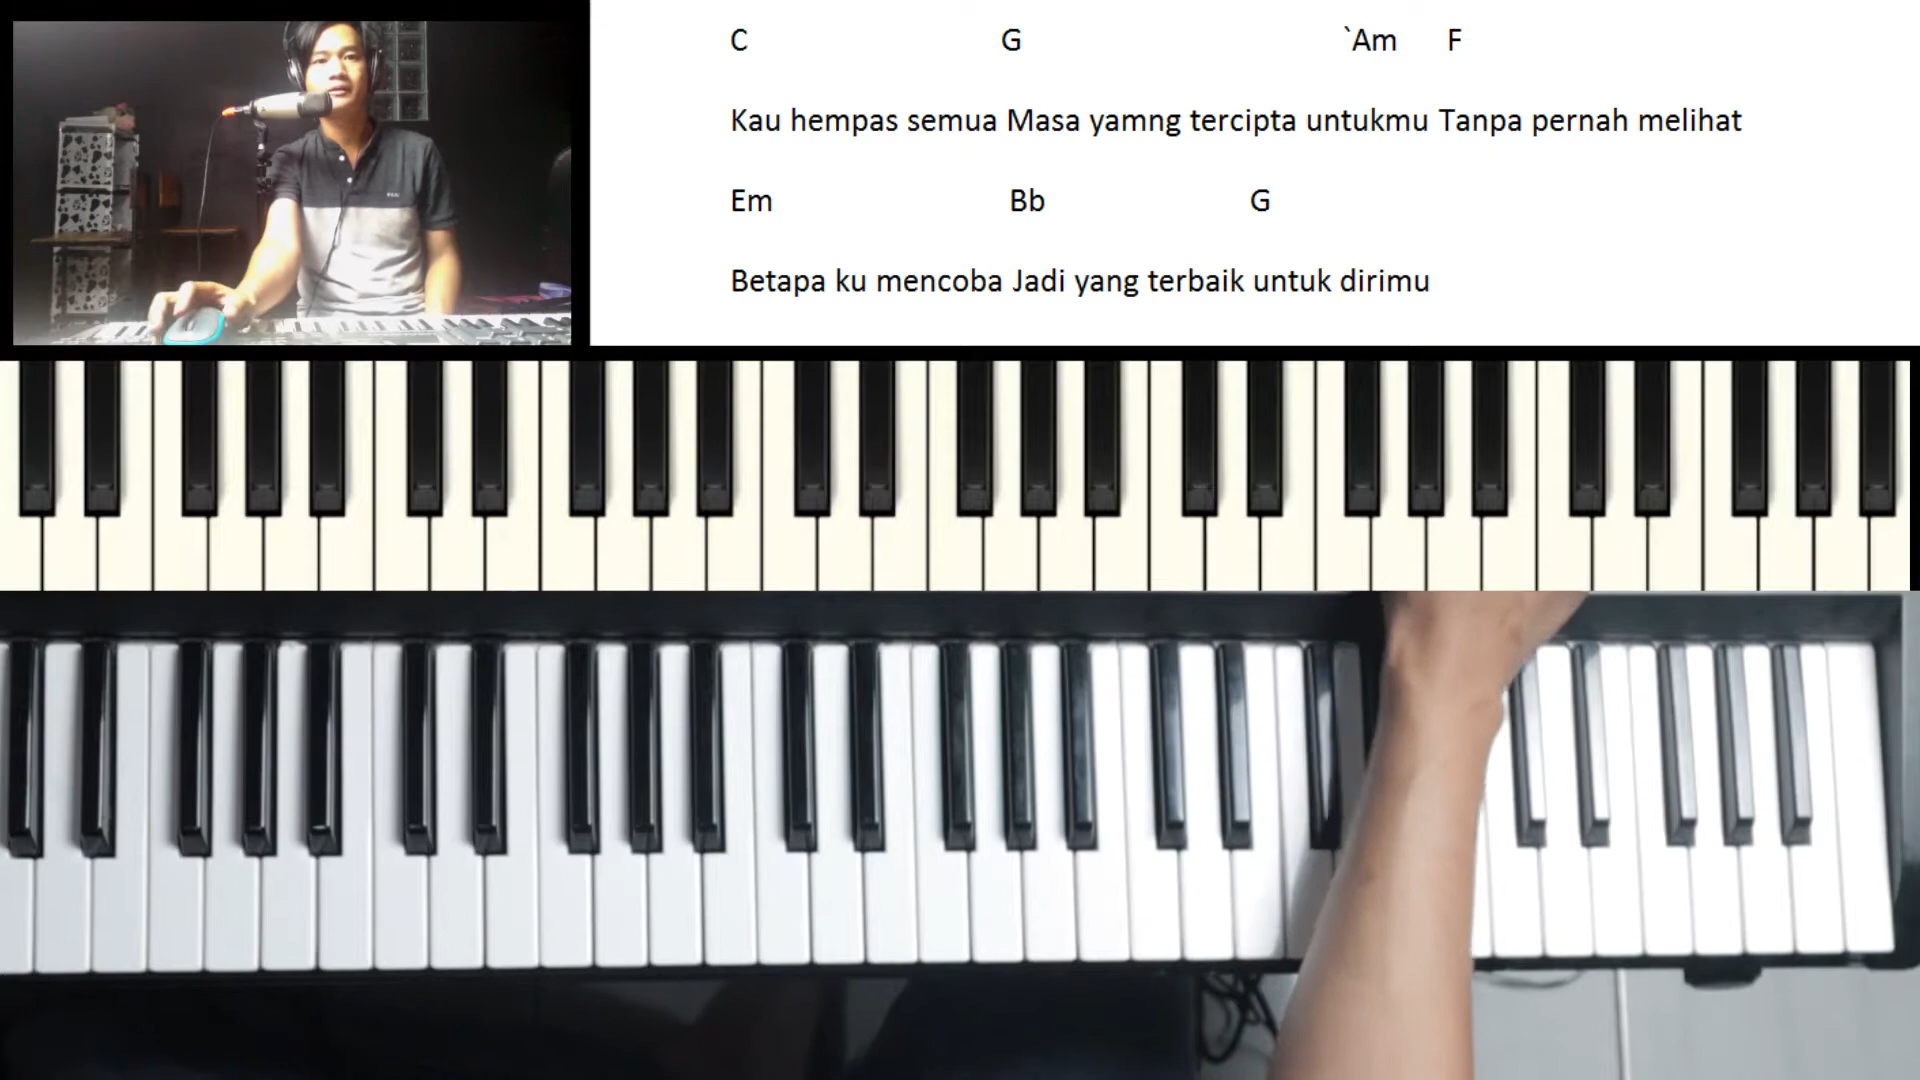 C G `Am F
Kau hempas semua Masa yamng tercipta untukmu Tanpa pernah melihat
Em Bb G
Betapa ku mencoba Jadi yang terbaik untuk dirimu